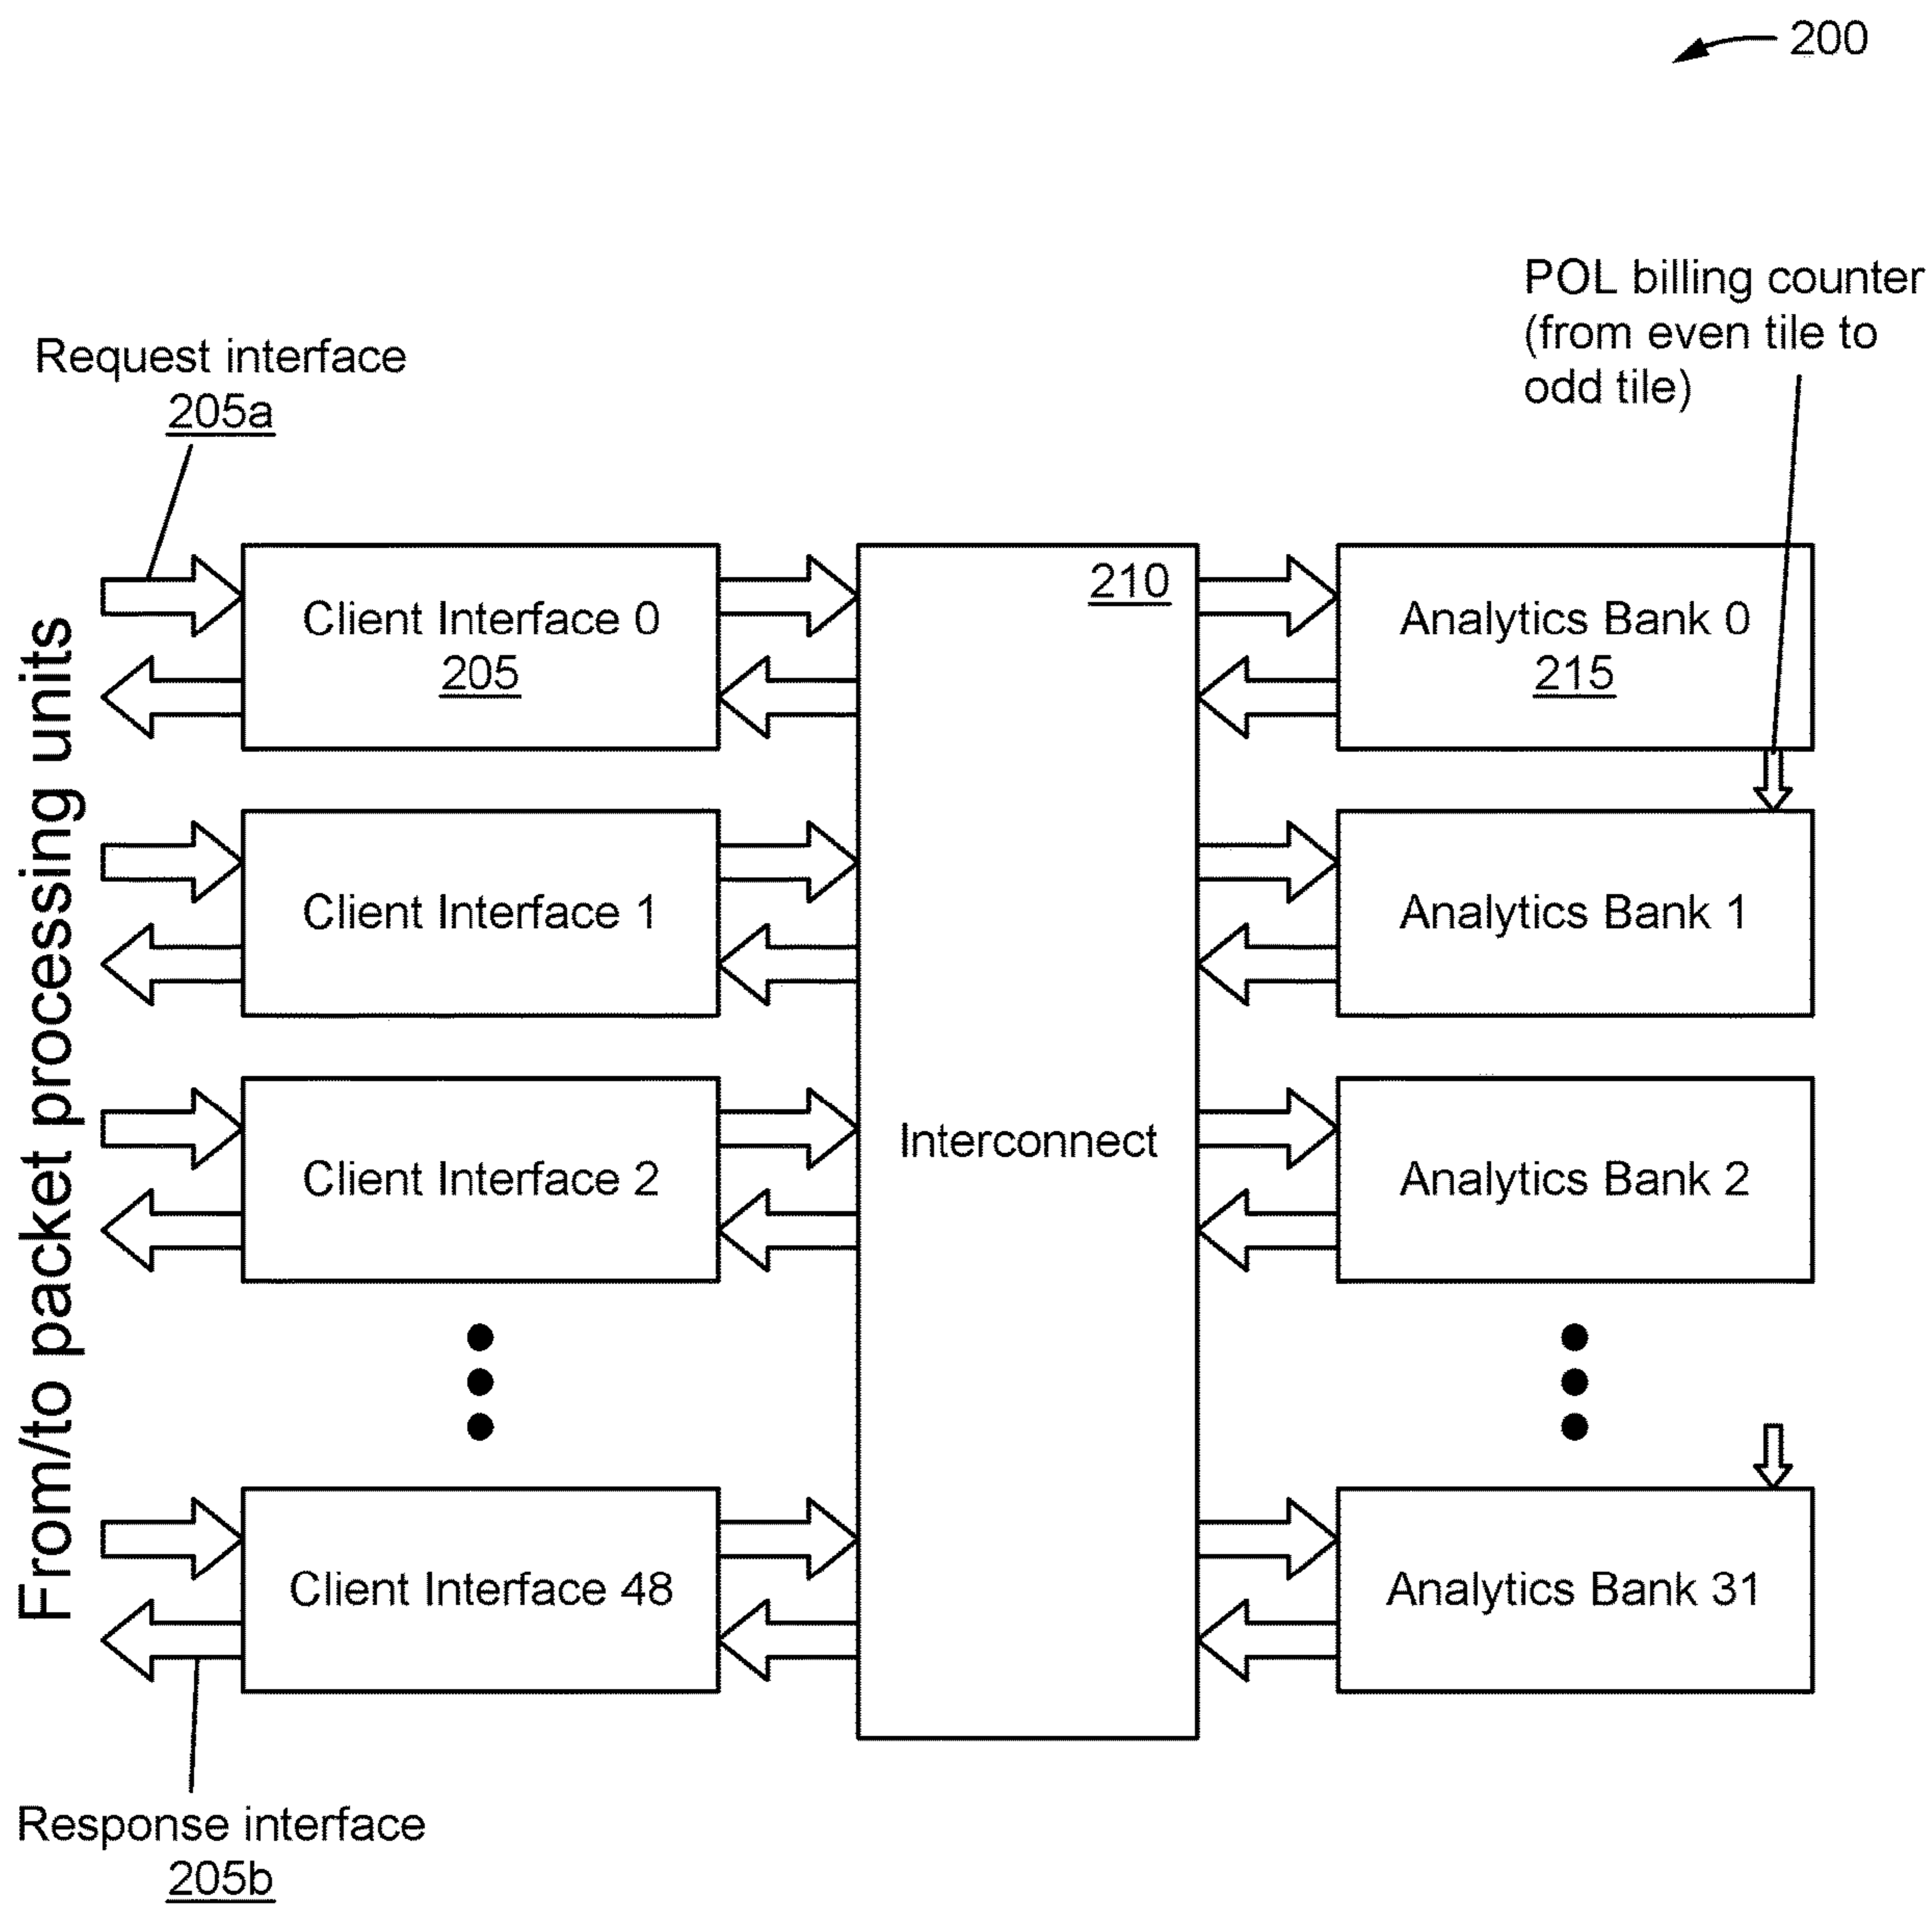 200
POL billing counter
(from even tile to
odd tile)
Request interface
205a
From/to packet processing units
Client Interface 0
205
210
Analytics Bank 0
215
Client Interface 1
Analytics Bank 1
Interconnect
Client Interface 2
Analytics Bank 2
Client Interface 48
Analytics Bank 31
Response interface
205b